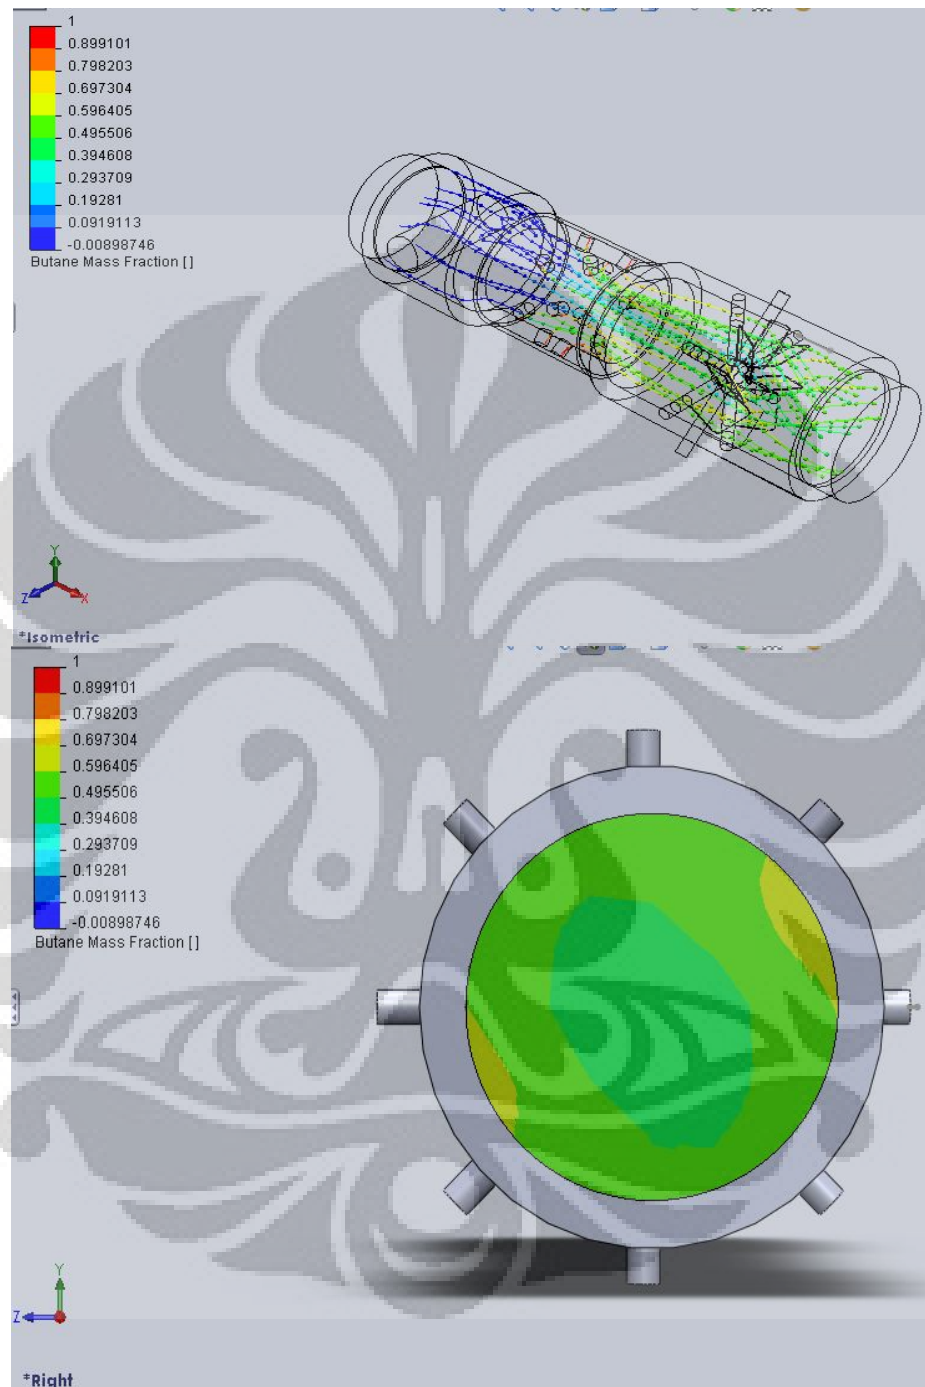 1
0.899101
0.798203
0.697304
0.596405
0.495506
0.394608
0.293709
0.19281
0.0919113
-0.00898746
Butane Mass Fraction [ ]
Y
Z
X
*Isometric
1
0.899101
0.798203
0.697304
0.596405
0.495506
0.394608
0.293709
0.19281
0.0919113
-0.00898746
Butane Mass Fraction [ ]
Y
Z
*Right